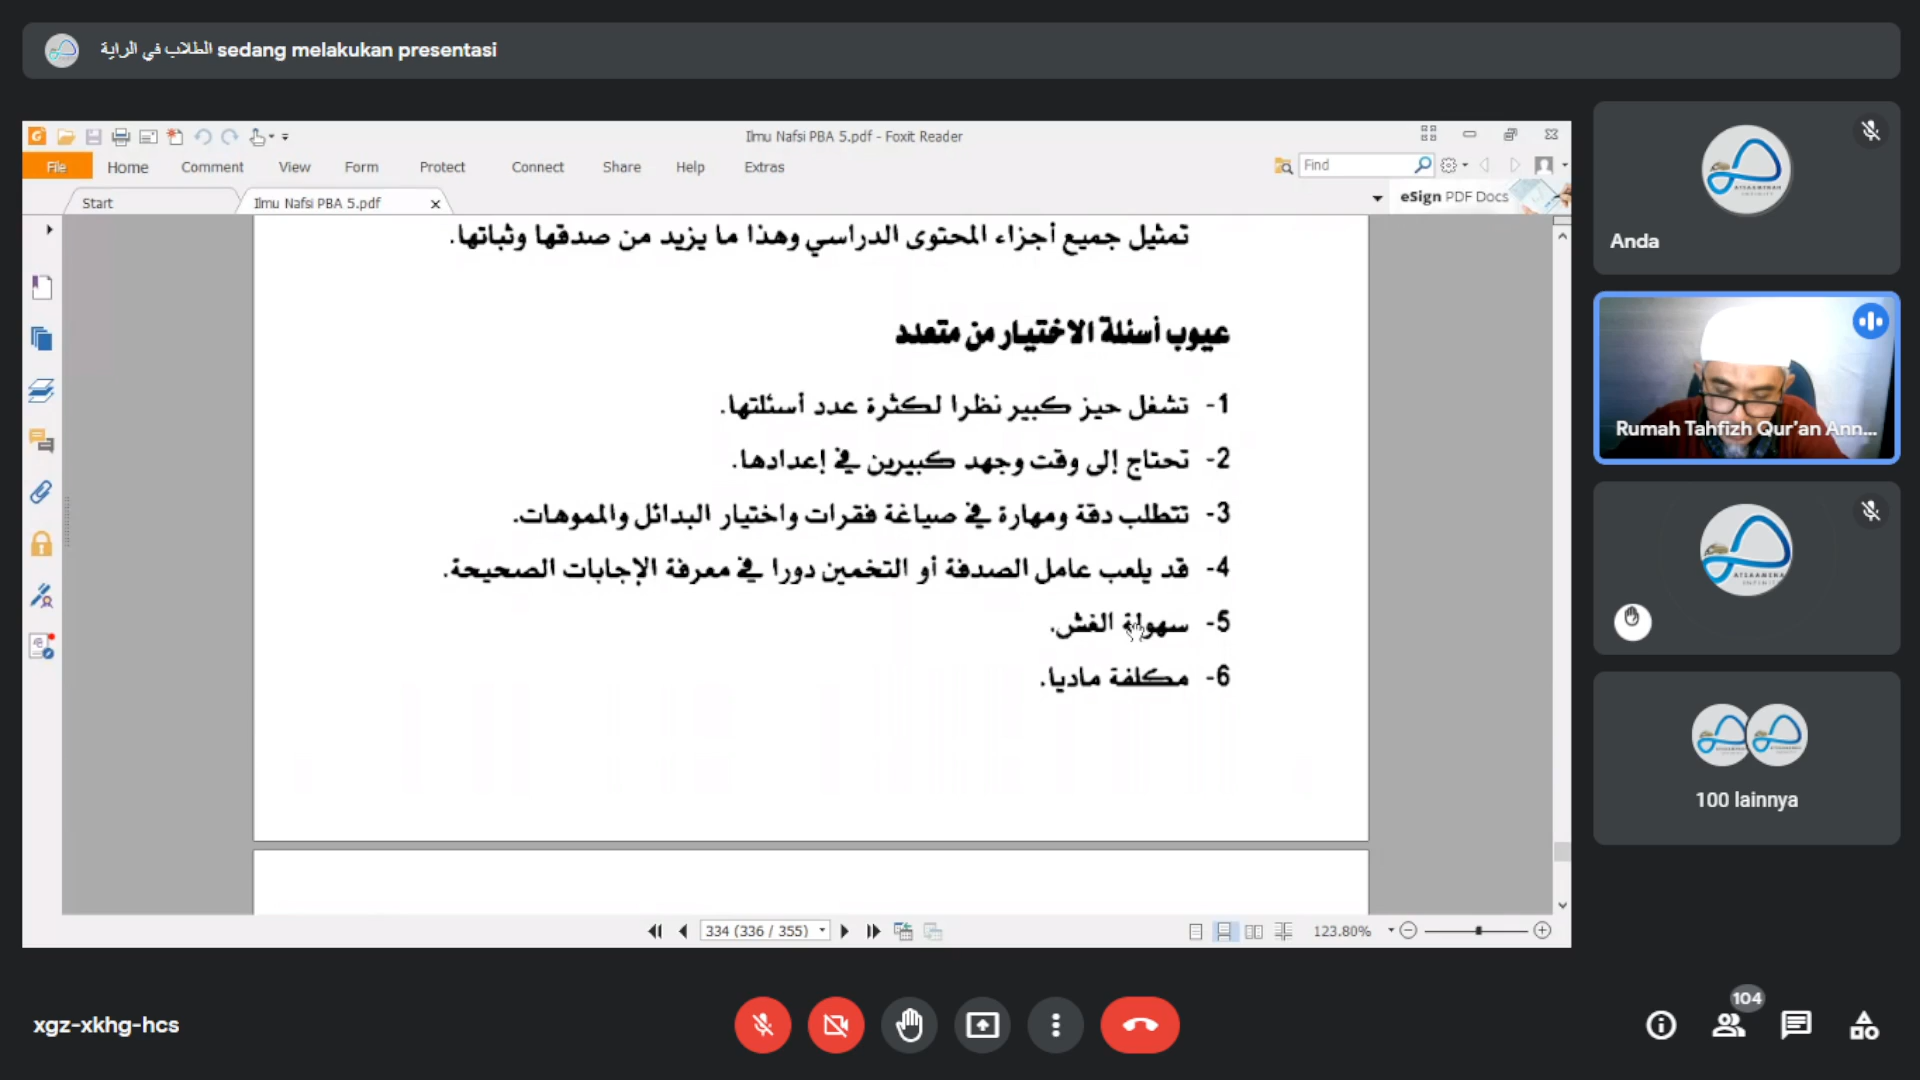 الطلاب في الراية sedang melakukan presentasi
Ilmu Nafsi PBA 5.pdf - Foxit Reader
File Home Comment View Form Protect Connect Share Help Extras
Find
Start
Ilmu Nafsi PBA 5.pdf
eSign PDF Docs
تمثيل جميع أجزاء المحتوى الدراسي وهذا ما يزيد من صدقها وثباتها.
عيوب أسئلة الاختيار من متعدد
1- تشغل حيز كبير نظرا لكثرة عدد أسئلتها.
2- تحتاج إلى وقت وجهد كبيرين في إعدادها.
3- تتطلب دقة ومهارة في صياغة فقرات واختيار البدائل والمموهات.
4- قد يلعب عامل الصدفة أو التخمين دورا في معرفة الإجابات الصحيحة.
5- سهولة الغش.
6- مكلفة ماديا.
334 (336 / 355)
123.80%
Anda
Rumah Tahfizh Qur'an Ann...
100 lainnya
xgz-xkhg-hcs
104